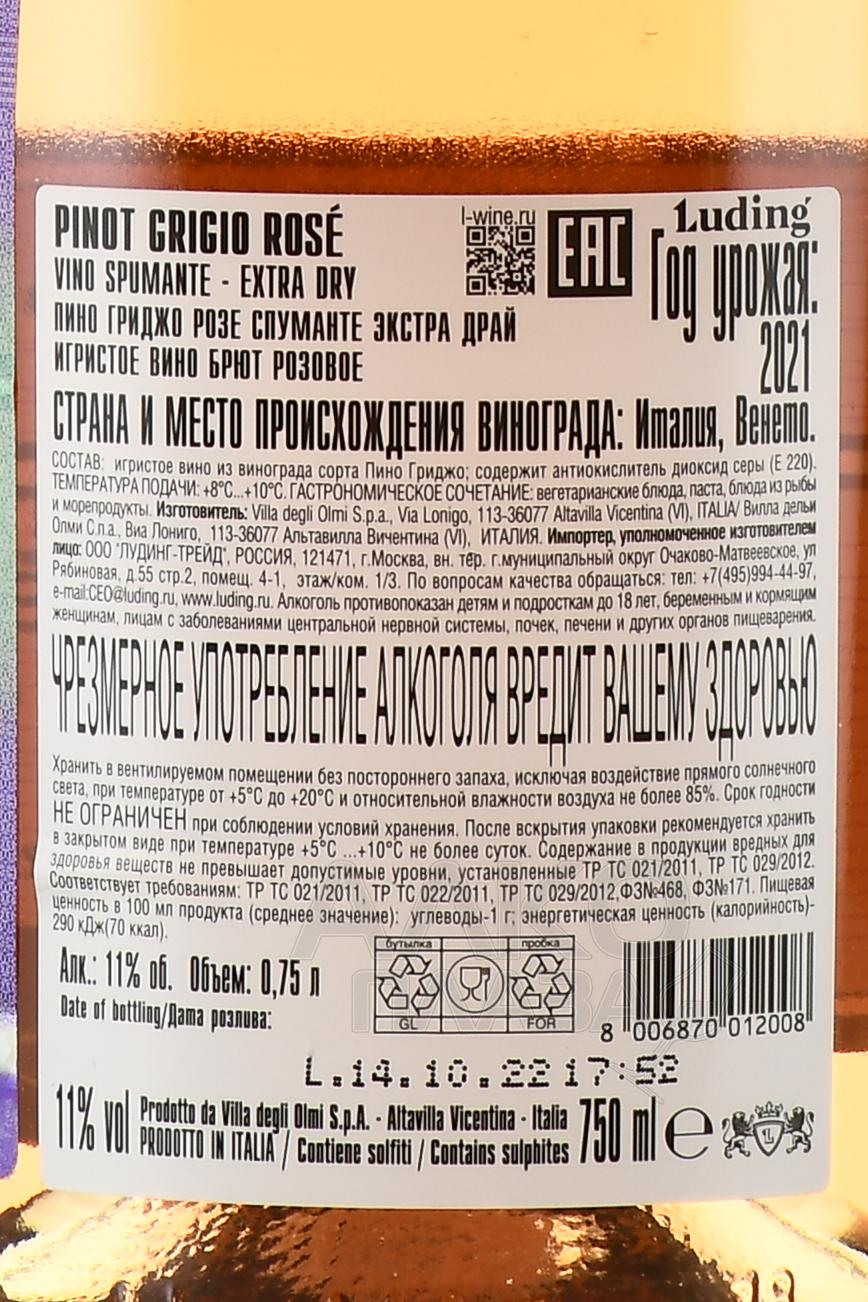 PINOT GRIGIO ROSÉ
VINO SPUMANTE - EXTRA DRY
ПИНО ГРИДЖО РОЗЕ СПУМАНТЕ ЭКСТРА ДРАЙ
ИГРИСТОЕ ВИНО БРЮТ РОЗОВОЕ
l-wine.ru
EAC
Luding
Год урожая:
2021
СТРАНА И МЕСТО ПРОИСХОЖДЕНИЯ ВИНОГРАДА: Италия, Венето.
СОСТАВ: игристое вино из винограда сорта Пино Гриджо; содержит антиокислитель диоксид серы (Е 220).
ТЕМПЕРАТУРА ПОДАЧИ: +8°С...+10°С. ГАСТРОНОМИЧЕСКОЕ СОЧЕТАНИЕ: вегетарианские блюда, паста, блюда из рыбы
и морепродукты. Изготовитель: Villa degli Olmi S.p.a., Via Lonigo, 113-36077 Altavilla Vicentina (VI), ITALIA/ Вилла дельи
Олми С.п.а., Виа Лониго, 113-36077 Альтавилла Вичентина (VI), ИТАЛИЯ. Импортер, уполномоченное изготовителем
лицо: ООО "ЛУДИНГ-ТРЕЙД", РОССИЯ, 121471, г.Москва, вн. тер. г.муниципальный округ Очаково-Матвеевское, ул
Рябиновая, д.55 стр.2, помещ. 4-1, этаж/ком. 1/3. По вопросам качества обращаться: тел: +7(495)994-44-97,
e-mail:CEO@luding.ru, www.luding.ru. Алкоголь противопоказан детям и подросткам до 18 лет, беременным и кормящим
женщинам, лицам с заболеваниями центральной нервной системы, почек, печени и других органов пищеварения.
ЧРЕЗМЕРНОЕ УПОТРЕБЛЕНИЕ АЛКОГОЛЯ ВРЕДИТ ВАШЕМУ ЗДОРОВЬЮ
Хранить в вентилируемом помещении без постороннего запаха, исключая воздействие прямого солнечного
света, при температуре от +5°С до +20°С и относительной влажности воздуха не более 85%. Срок годности
НЕ ОГРАНИЧЕН при соблюдении условий хранения. После вскрытия упаковки рекомендуется хранить
в закрытом виде при температуре +5°С ...+10°С не более суток. Содержание в продукции вредных для
здоровья веществ не превышает допустимые уровни, установленные ТР ТС 021/2011, ТР ТС 029/2012.
Соответствует требованиям: ТР ТС 021/2011, ТР ТС 022/2011, ТР ТС 029/2012,ФЗ№468, ФЗ№171. Пищевая
ценность в 100 мл продукта (среднее значение): углеводы-1 г; энергетическая ценность (калорийность)-
290 кДж(70 ккал).
Алк.: 11% об. Объем: 0,75 л
Date of bottling/Дата розлива:
бутылка
пробка
GL
FOR
8 006870 012008
L.14.10.22 17:52
11% vol
Prodotto da Villa degli Olmi S.p.A. - Altavilla Vicentina - Italia
PRODOTTO IN ITALIA / Contiene solfiti / Contains sulphites
750 ml e